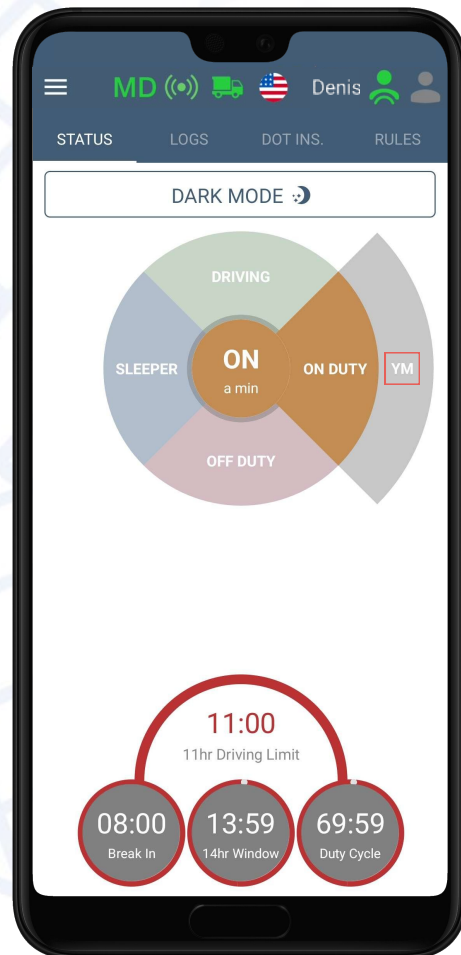 MD Denis
STATUS LOGS DOT INS. RULES
DARK MODE
DRIVING
SLEEPER ON ON DUTY YM
a min
OFF DUTY
11:00
11hr Driving Limit
08:00 13:59 69:59
Break In 14hr Window Duty Cycle